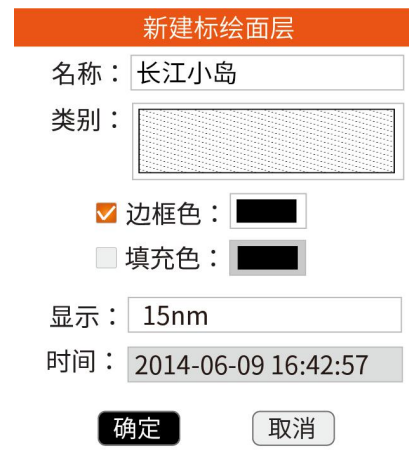 新建标绘面层
名称：长江小岛
类别：
边框色：
填充色：
显示：15nm
时间：2014-06-09 16:42:57
确定 取消